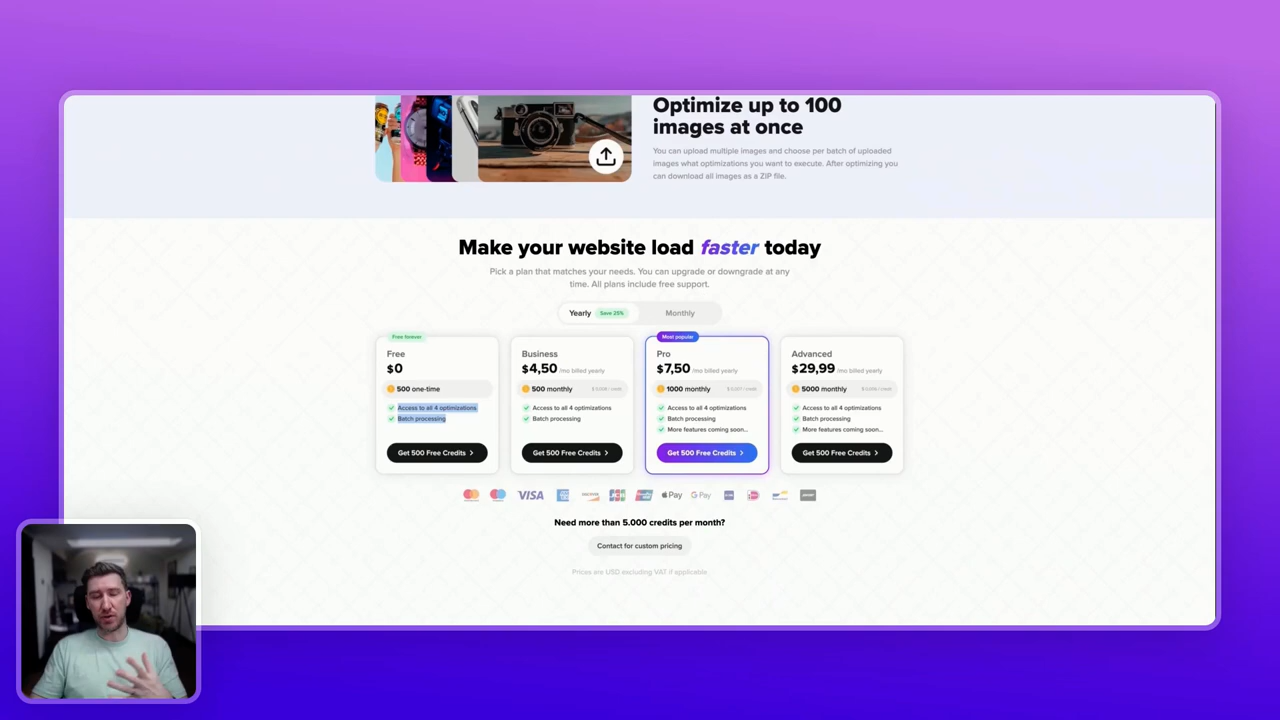 Optimize up to 100
images at once
You can upload multiple images and choose per batch of uploaded
images what optimizations you want to execute. After optimizing you
can download all images as a ZIP file.
Make your website load faster today
Pick a plan that matches your needs. You can upgrade or downgrade at any
time. All plans include free support.
Yearly Save 25% Monthly
Free forever
Free
$0
500 one-time
Access to all 4 optimizations
Batch processing
Get 500 Free Credits
Business
$4,50 /mo billed yearly
500 monthly
Access to all 4 optimizations
Batch processing
Get 500 Free Credits
Most popular
Pro
$7,50 /mo billed yearly
1000 monthly
Access to all 4 optimizations
Batch processing
More features coming soon...
Get 500 Free Credits
Advanced
$29,99 /mo billed yearly
5000 monthly
Access to all 4 optimizations
Batch processing
More features coming soon...
Get 500 Free Credits
VISA JCB Pay G Pay
Need more than 5.000 credits per month?
Contact for custom pricing
Prices are USD excluding VAT if applicable